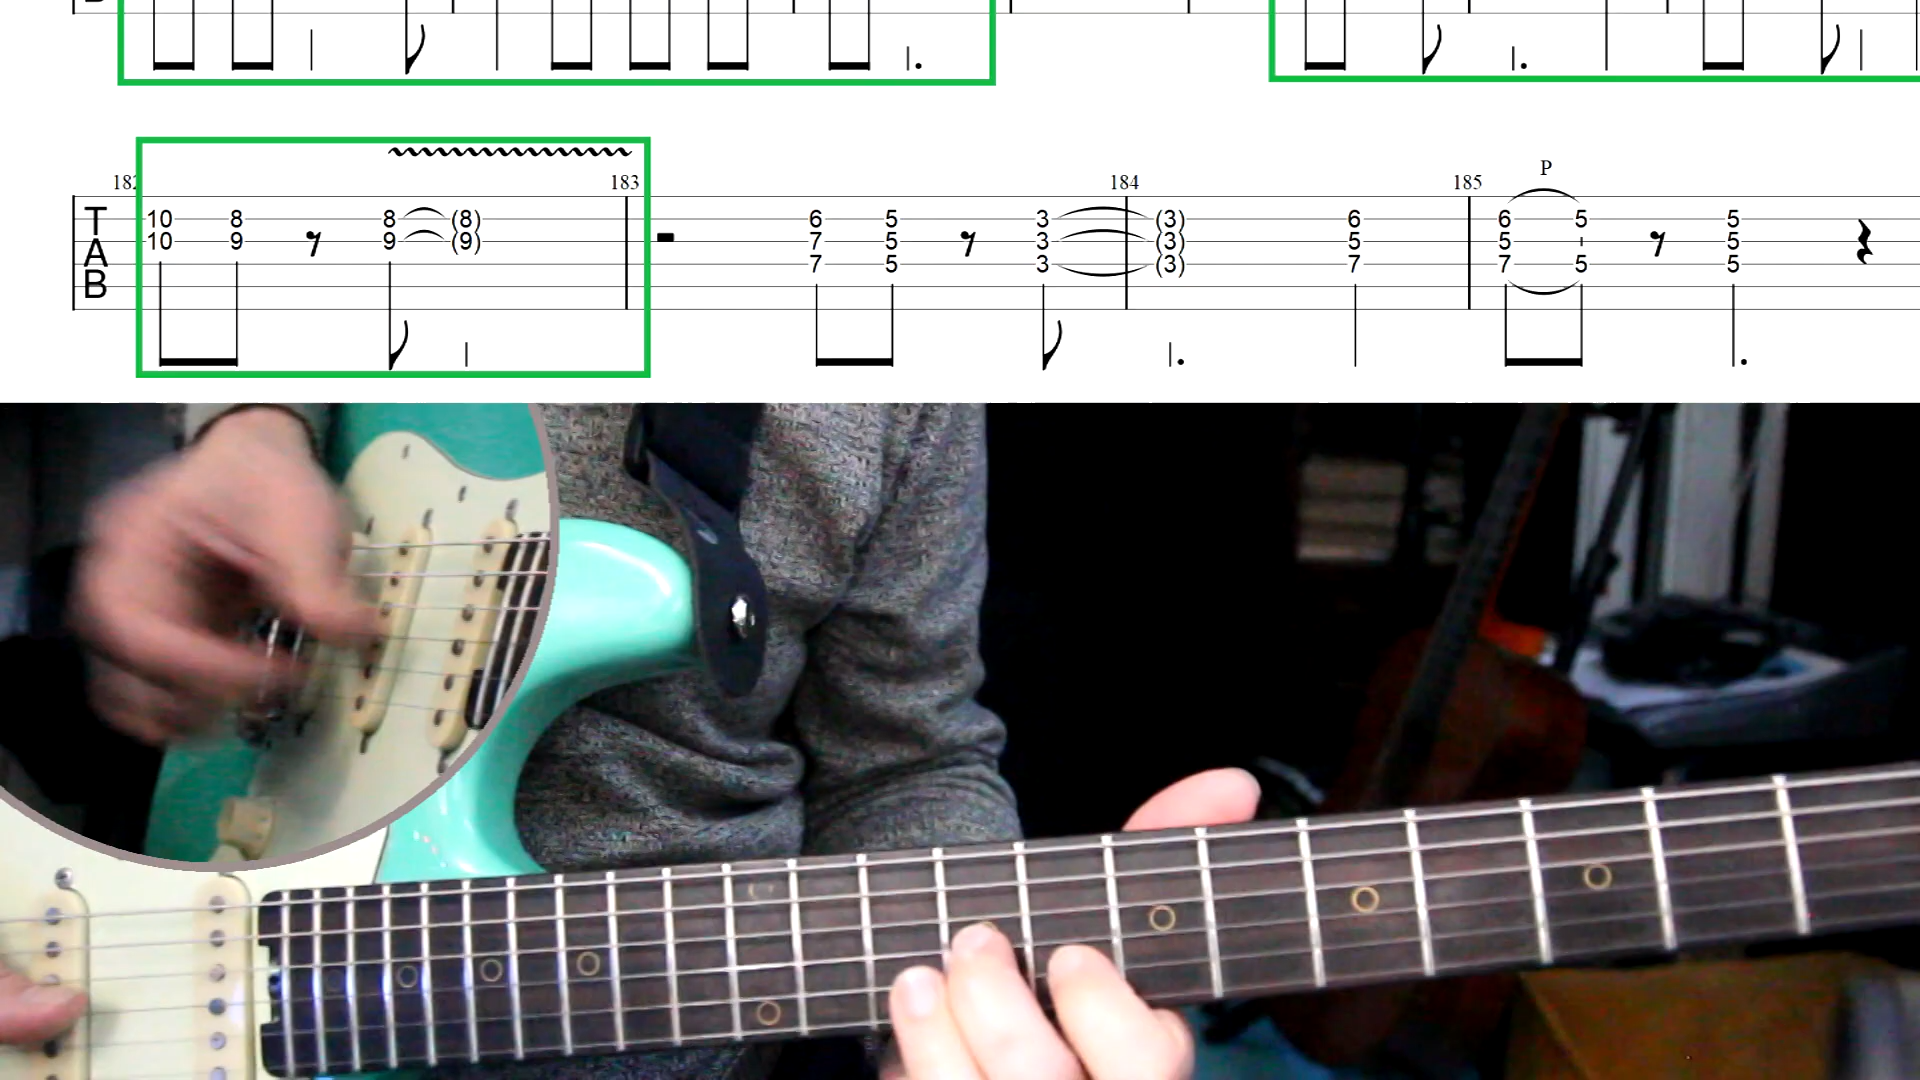 B
P
182 183 184 185
T 10 8 8 (8) 6 5 3 (3) 6 6 5 5
A 10 9 9 (9) 7 5 3 (3) 5 5 5
B 7 5 3 (3) 7 7 5 5